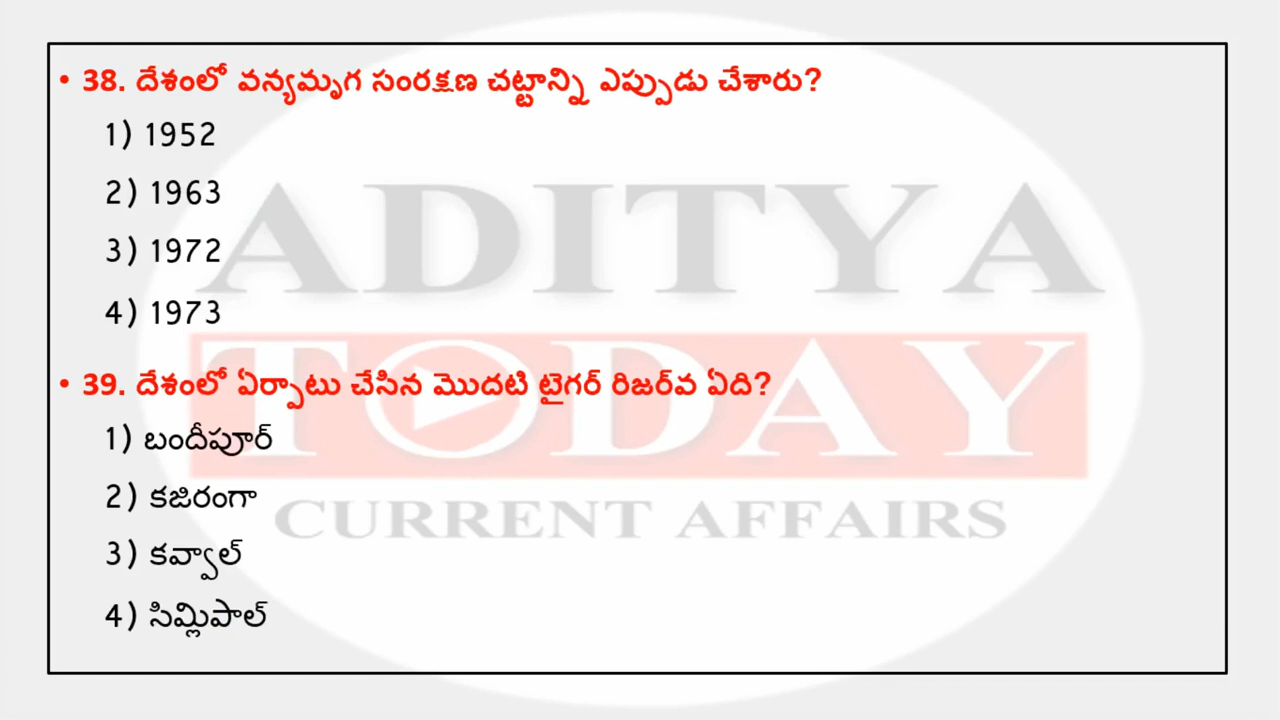 • 38. దేశంలో వన్యమృగ సంరక్షణ చట్టాన్ని ఎప్పుడు చేశారు?
1) 1952
2) 1963
3) 1972
4) 1973
• 39. దేశంలో ఏర్పాటు చేసిన మొదటి టైగర్ రిజర్‌వ ఏది?
1) బందీపూర్
2) కజిరంగా
3) కవ్వాల్
4) సిమ్లిపాల్
ADITYA
TODAY
CURRENT AFFAIRS